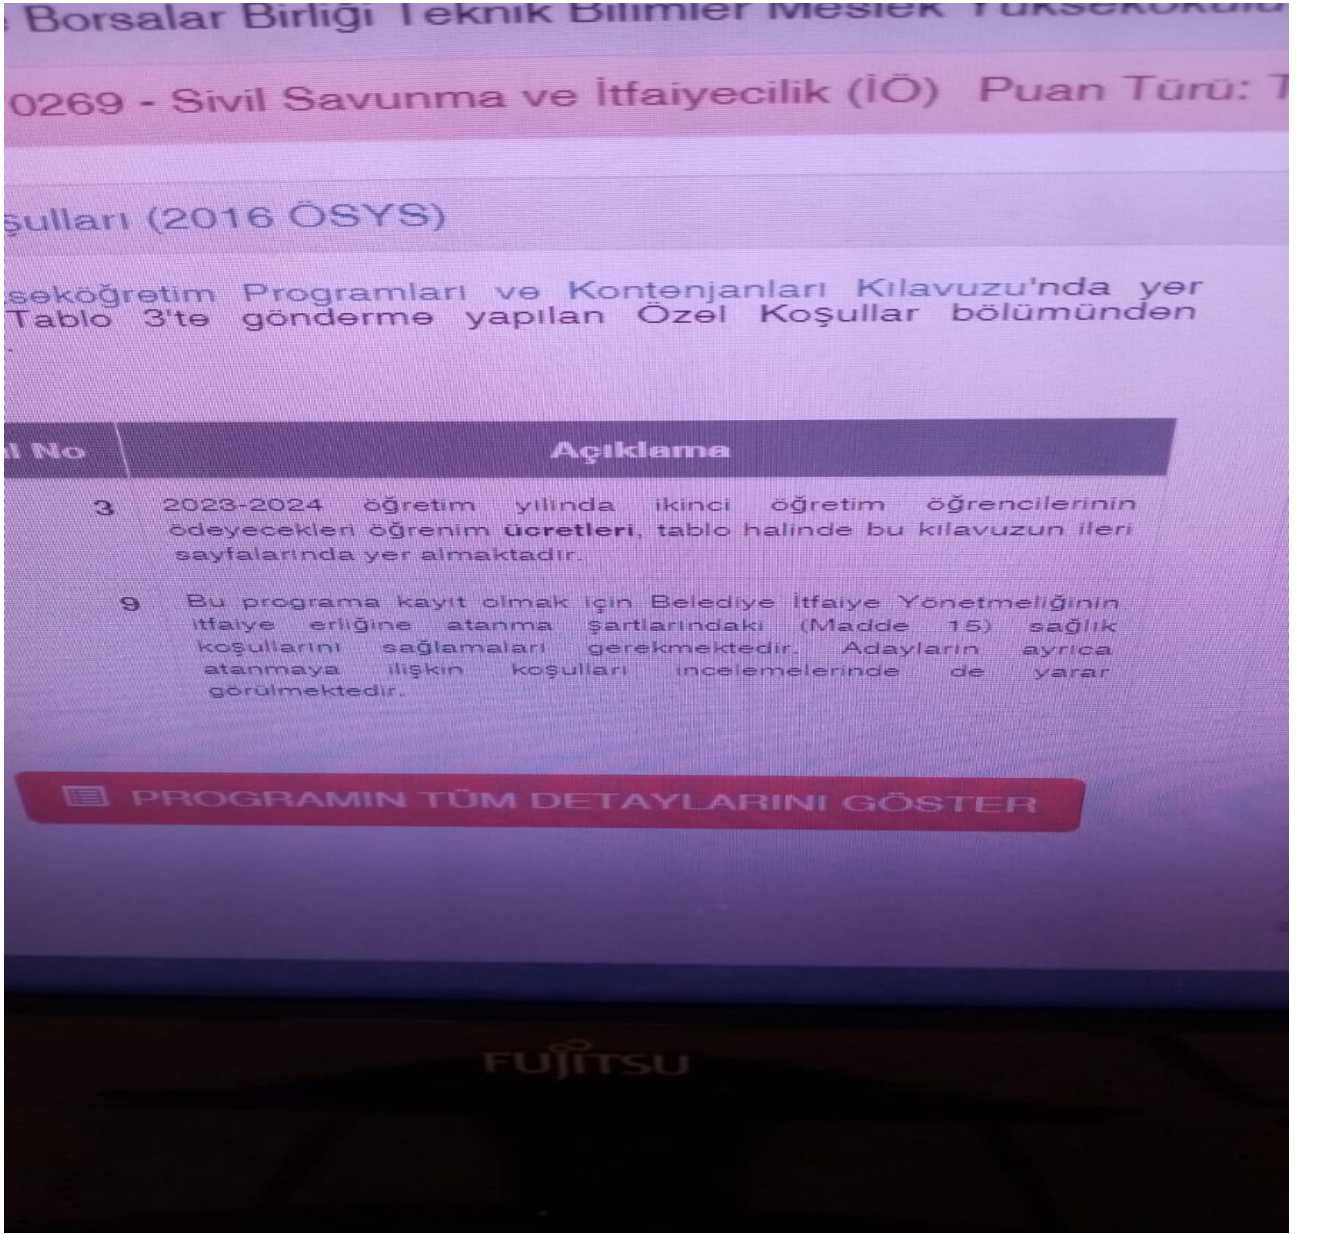 Borsalar Birliği Teknik Bilimler Meslek Yüksekokulu
0269 - Sivil Savunma ve İtfaiyecilik (İÖ) Puan Türü: T
şulları (2016 ÖSYS)
seköğretim Programları ve Kontenjanları Kılavuzu'nda yer
Tablo 3'te gönderme yapılan Özel Koşullar bölümünden
.
l No Açıklama
3 2023-2024 öğretim yılında ikinci öğretim öğrencilerinin
ödeyecekleri öğrenim ücretleri, tablo halinde bu kılavuzun ileri
sayfalarında yer almaktadır.
9 Bu programa kayıt olmak için Belediye İtfaiye Yönetmeliğinin
itfaiye erliğine atanma şartlarındaki (Madde 15) sağlık
koşullarını sağlamaları gerekmektedir. Adayların ayrıca
atanmaya ilişkin koşulları incelemelerinde de yarar
görülmektedir.
PROGRAMIN TÜM DETAYLARINI GÖSTER
FUJITSU